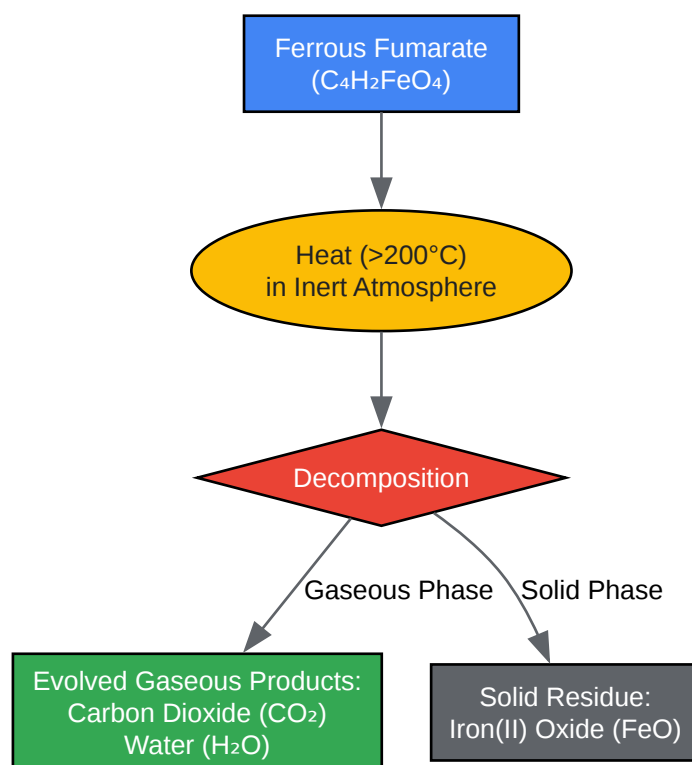 Ferrous Fumarate
(C₄H₂FeO₄)
Heat (>200°C)
in Inert Atmosphere
Decomposition
Gaseous Phase
Solid Phase
Evolved Gaseous Products:
Carbon Dioxide (CO₂)
Water (H₂O)
Solid Residue:
Iron(II) Oxide (FeO)